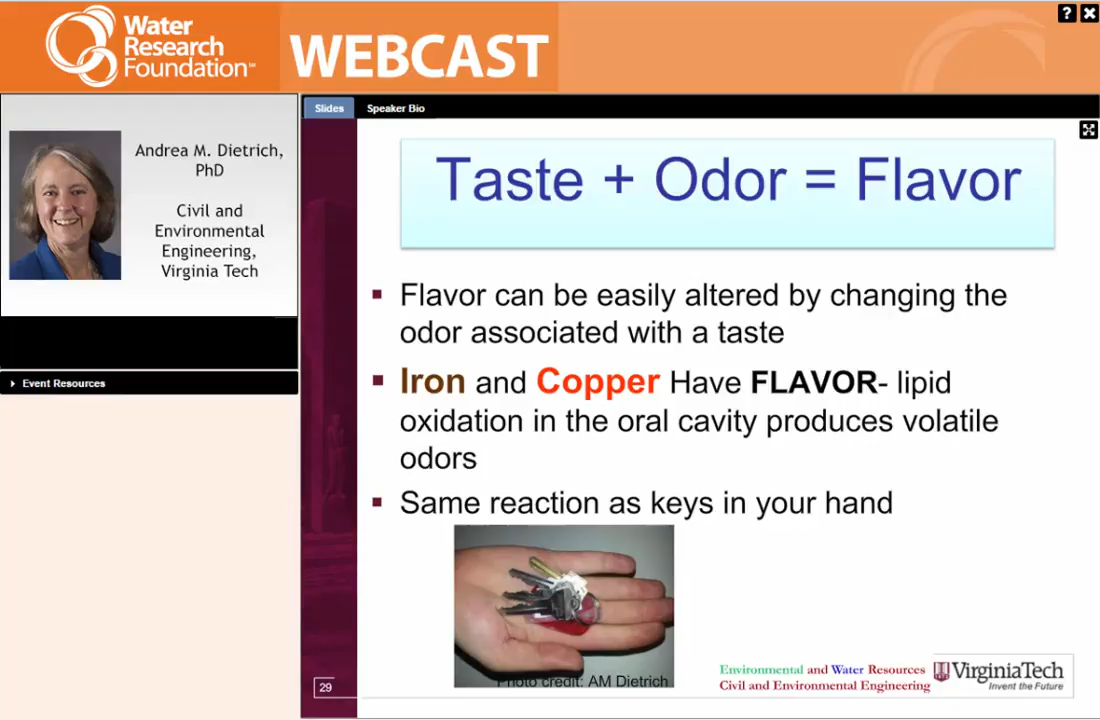 Water
Research
Foundation
WEBCAST
? ×
Andrea M. Dietrich,
PhD
Civil and
Environmental
Engineering,
Virginia Tech
Event Resources
Slides
Speaker Bio
Taste + Odor = Flavor
Flavor can be easily altered by changing the
odor associated with a taste
Iron and Copper Have FLAVOR- lipid
oxidation in the oral cavity produces volatile
odors
Same reaction as keys in your hand
Photo credit: AM Dietrich
29
Environmental and Water Resources
Civil and Environmental Engineering
VirginiaTech
Invent the Future